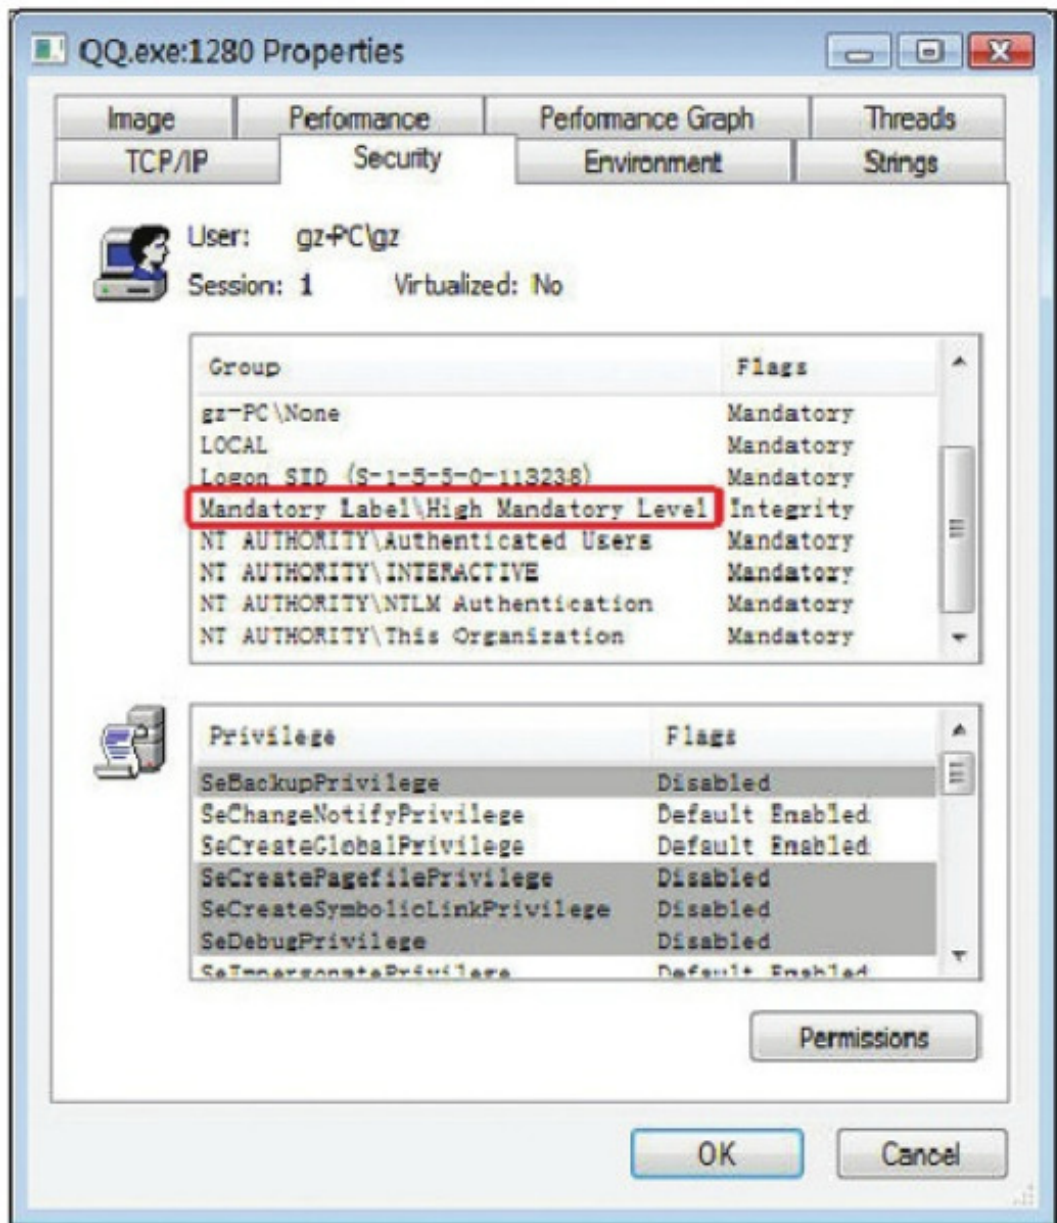 QQ.exe:1280 Properties
Image Performance Performance Graph Threads
TCP/IP Security Environment Strings
User: gz-PC\gz
Session: 1 Virtualized: No
Group Flags
gz-PC\None Mandatory
LOCAL Mandatory
Logon SID (S-1-5-5-0-113238) Mandatory
Mandatory Label\High Mandatory Level Integrity
NT AUTHORITY\Authenticated Users Mandatory
NT AUTHORITY\INTERACTIVE Mandatory
NT AUTHORITY\NTLM Authentication Mandatory
NT AUTHORITY\This Organization Mandatory
Privilege Flags
SeBackupPrivilege Disabled
SeChangeNotifyPrivilege Default Enabled
SeCreateGlobalPrivilege Default Enabled
SeCreatePagefilePrivilege Disabled
SeCreateSymbolicLinkPrivilege Disabled
SeDebugPrivilege Disabled
SeImpersonatePrivilege Default Enabled
Permissions
OK Cancel